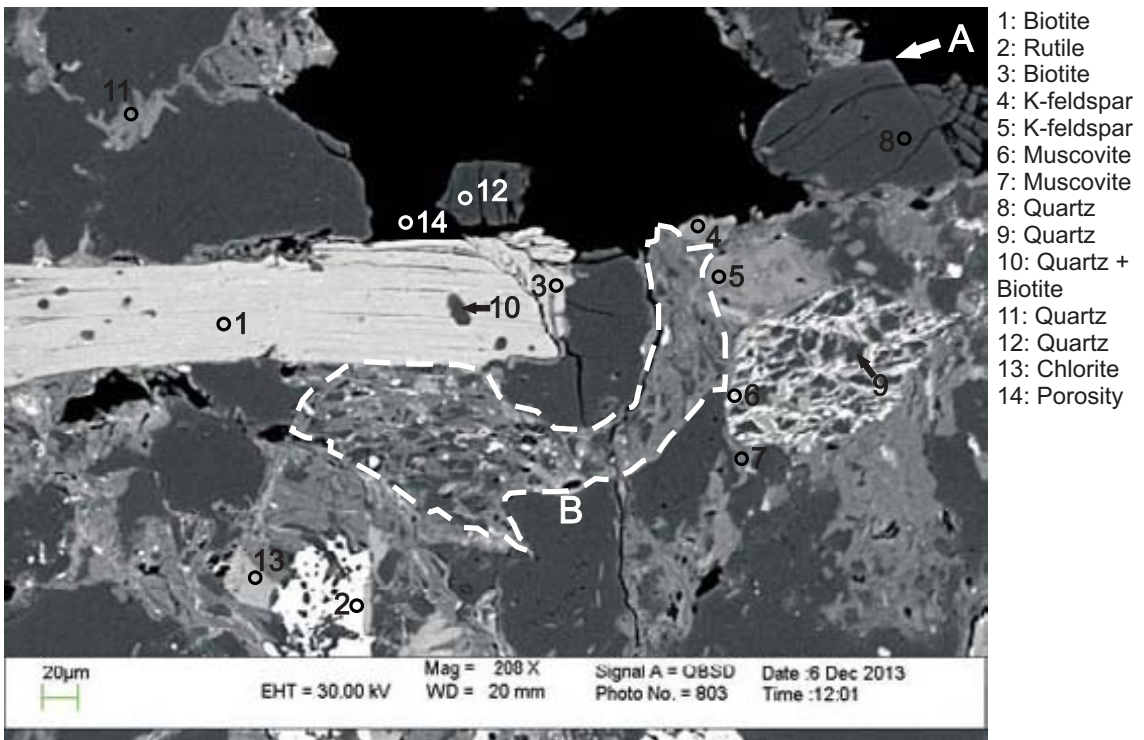 A
11
8
12
14
4
3
5
10
1
9
6
7
B
13
2
1: Biotite
2: Rutile
3: Biotite
4: K-feldspar
5: K-feldspar
6: Muscovite
7: Muscovite
8: Quartz
9: Quartz
10: Quartz +
Biotite
11: Quartz
12: Quartz
13: Chlorite
14: Porosity
20µm
EHT = 30.00 kV
Mag = 208 X
WD = 20 mm
Signal A = QBSD
Photo No. = 803
Date :6 Dec 2013
Time :12:01